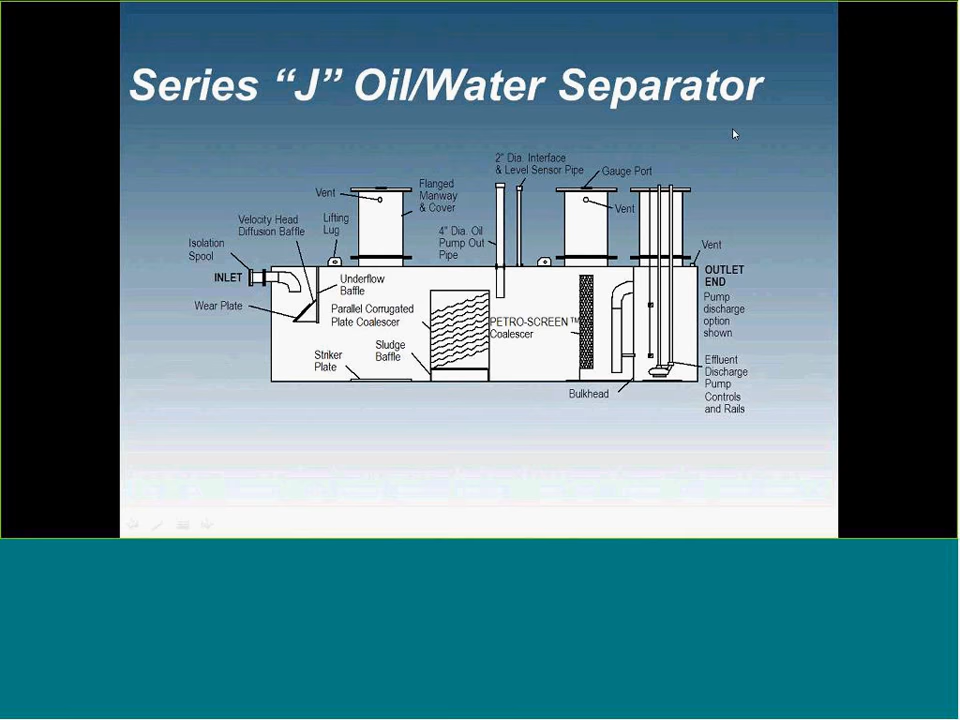 Series “J” Oil/Water Separator
2" Dia. Interface
& Level Sensor Pipe
Gauge Port
Vent
Flanged
Manway
& Cover
Vent
Velocity Head
Diffusion Baffle
Lifting
Lug
4" Dia. Oil
Pump Out
Pipe
Isolation
Spool
Vent
INLET
OUTLET
END
Underflow
Baffle
Pump
discharge
option
shown
Wear Plate
Parallel Corrugated
Plate Coalescer
PETRO-SCREEN™
Coalescer
Sludge
Baffle
Striker
Plate
Effluent
Discharge
Pump
Controls
and Rails
Bulkhead